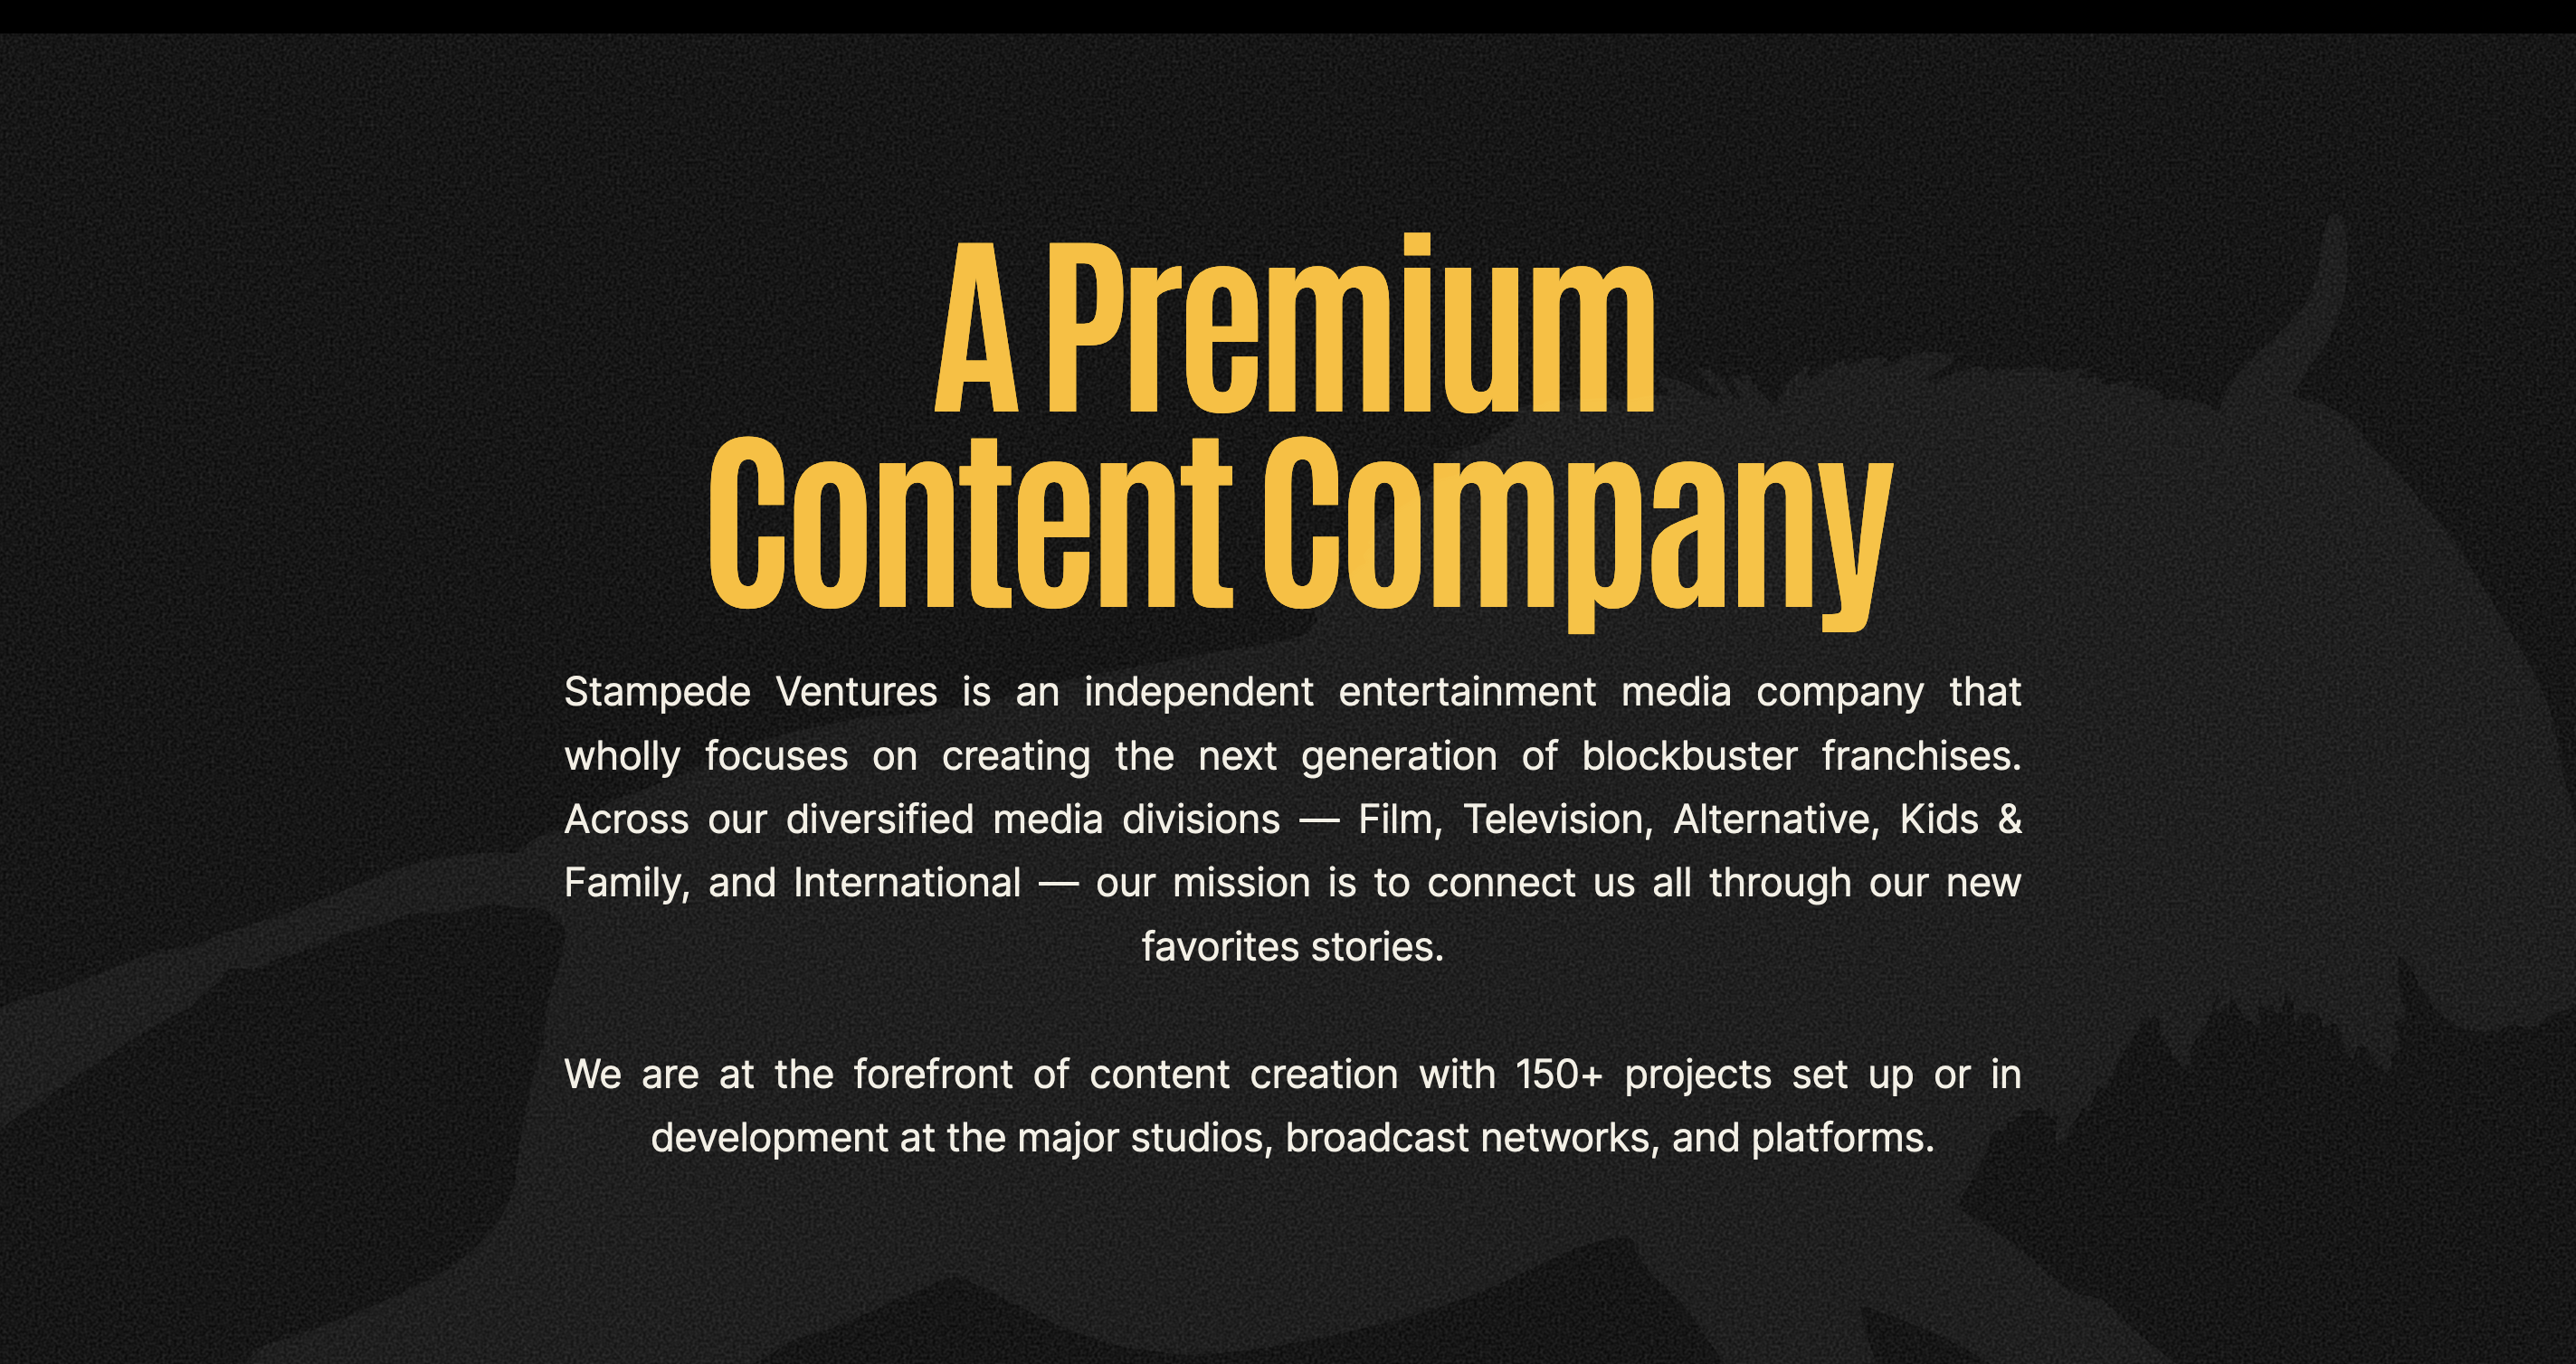 A Premium
Content Company
Stampede Ventures is an independent entertainment media company that
wholly focuses on creating the next generation of blockbuster franchises.
Across our diversified media divisions — Film, Television, Alternative, Kids &
Family, and International — our mission is to connect us all through our new
favorites stories.
We are at the forefront of content creation with 150+ projects set up or in
development at the major studios, broadcast networks, and platforms.